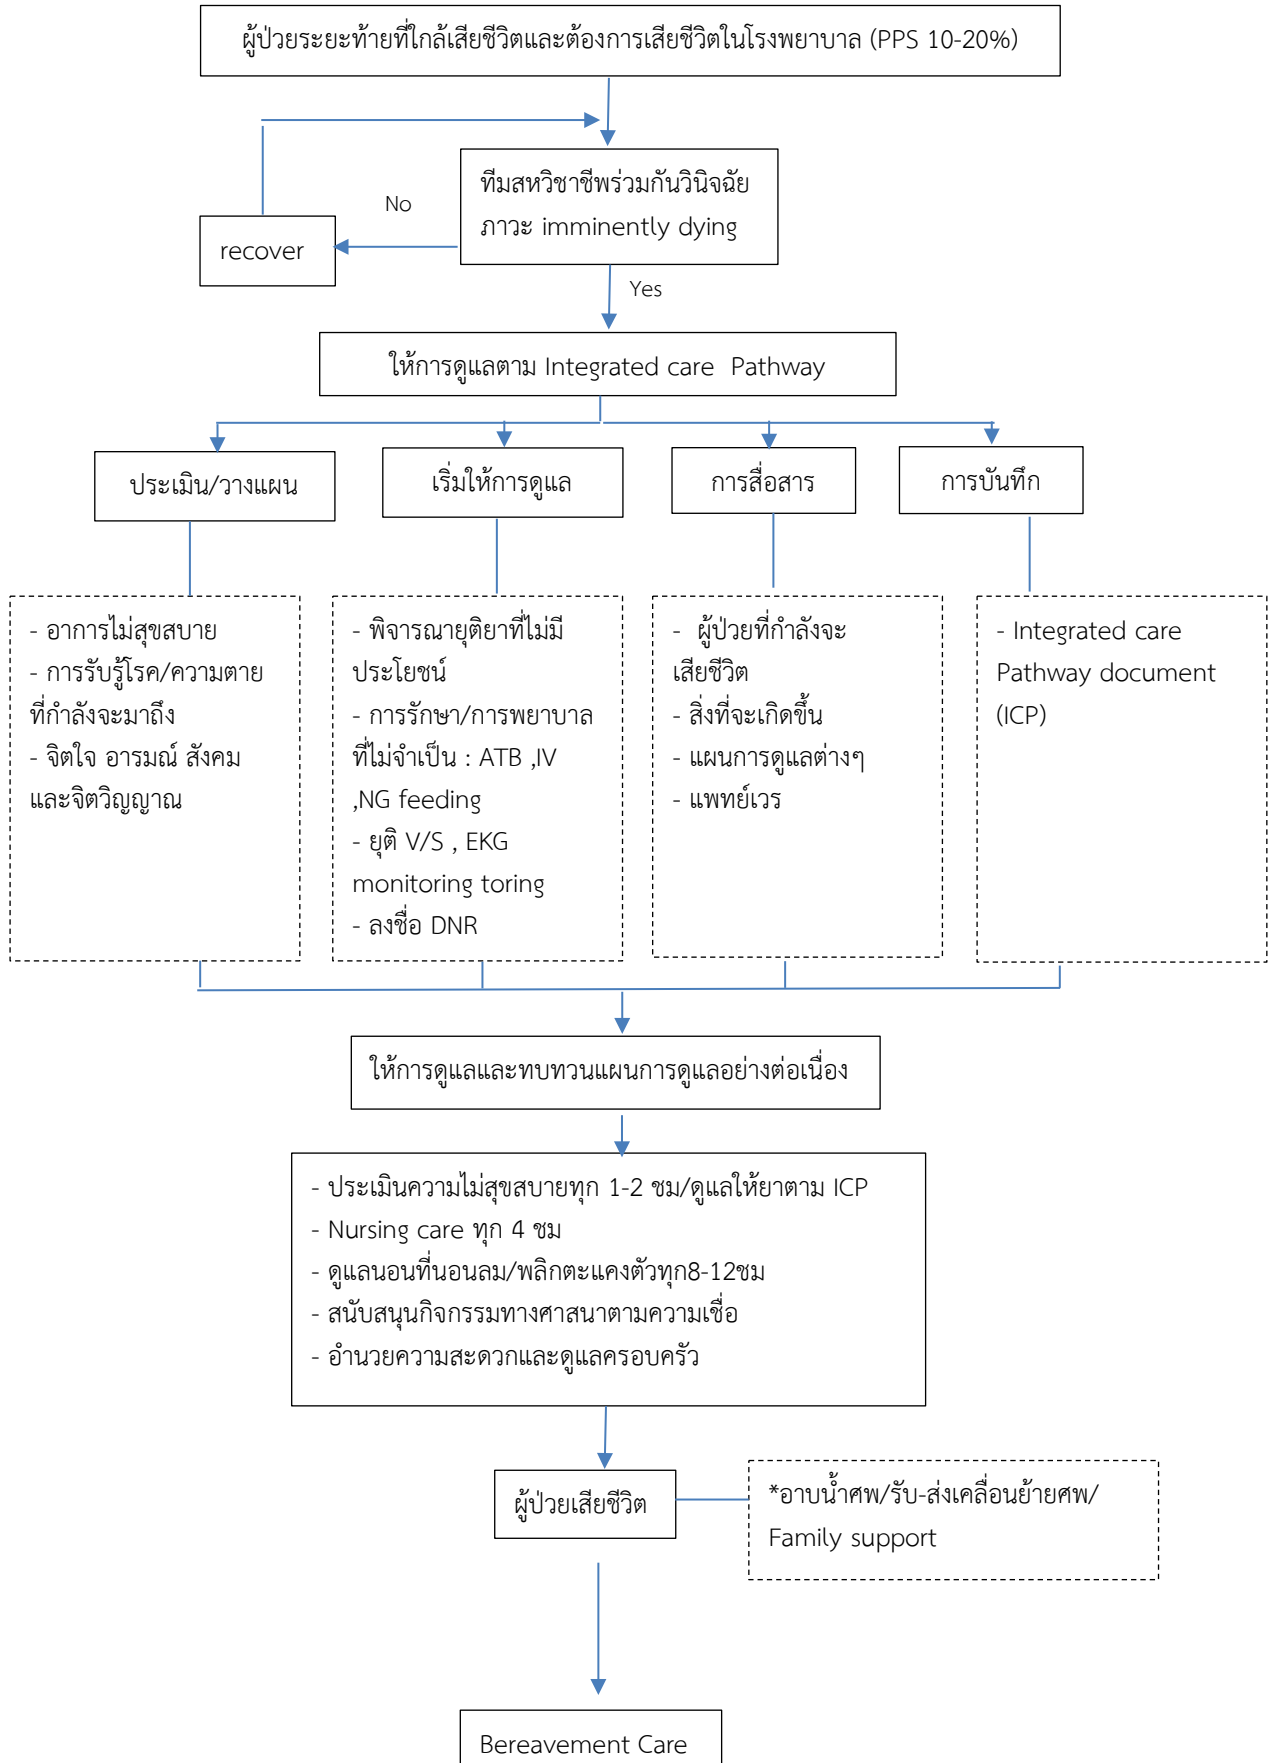 ผู้ป่วยระยะท้ายที่ใกล้เสียชีวิตและต้องการเสียชีวิตในโรงพยาบาล (PPS 10-20%)
ทีมสหวิชาชีพร่วมกันวินิจฉัย
ภาวะ imminently dying
No
recover
Yes
ให้การดูแลตาม Integrated care Pathway
ประเมิน/วางแผน
เริ่มให้การดูแล
การสื่อสาร
การบันทึก
- อาการไม่สุขสบาย
- การรับรู้โรค/ความตาย
ที่กำลังจะมาถึง
- จิตใจ อารมณ์ สังคม
และจิตวิญญาณ
- พิจารณายุติยาที่ไม่มี
ประโยชน์
- การรักษา/การพยาบาล
ที่ไม่จำเป็น : ATB ,IV
,NG feeding
- ยุติ V/S , EKG
monitoring toring
- ลงชื่อ DNR
- ผู้ป่วยที่กำลังจะ
เสียชีวิต
- สิ่งที่จะเกิดขึ้น
- แผนการดูแลต่างๆ
- แพทย์เวร
- Integrated care
Pathway document
(ICP)
ให้การดูแลและทบทวนแผนการดูแลอย่างต่อเนื่อง
- ประเมินความไม่สุขสบายทุก 1-2 ชม/ดูแลให้ยาตาม ICP
- Nursing care ทุก 4 ชม
- ดูแลนอนที่นอนลม/พลิกตะแคงตัวทุก8-12ชม
- สนับสนุนกิจกรรมทางศาสนาตามความเชื่อ
- อำนวยความสะดวกและดูแลครอบครัว
ผู้ป่วยเสียชีวิต
*อาบน้ำศพ/รับ-ส่งเคลื่อนย้ายศพ/
Family support
Bereavement Care